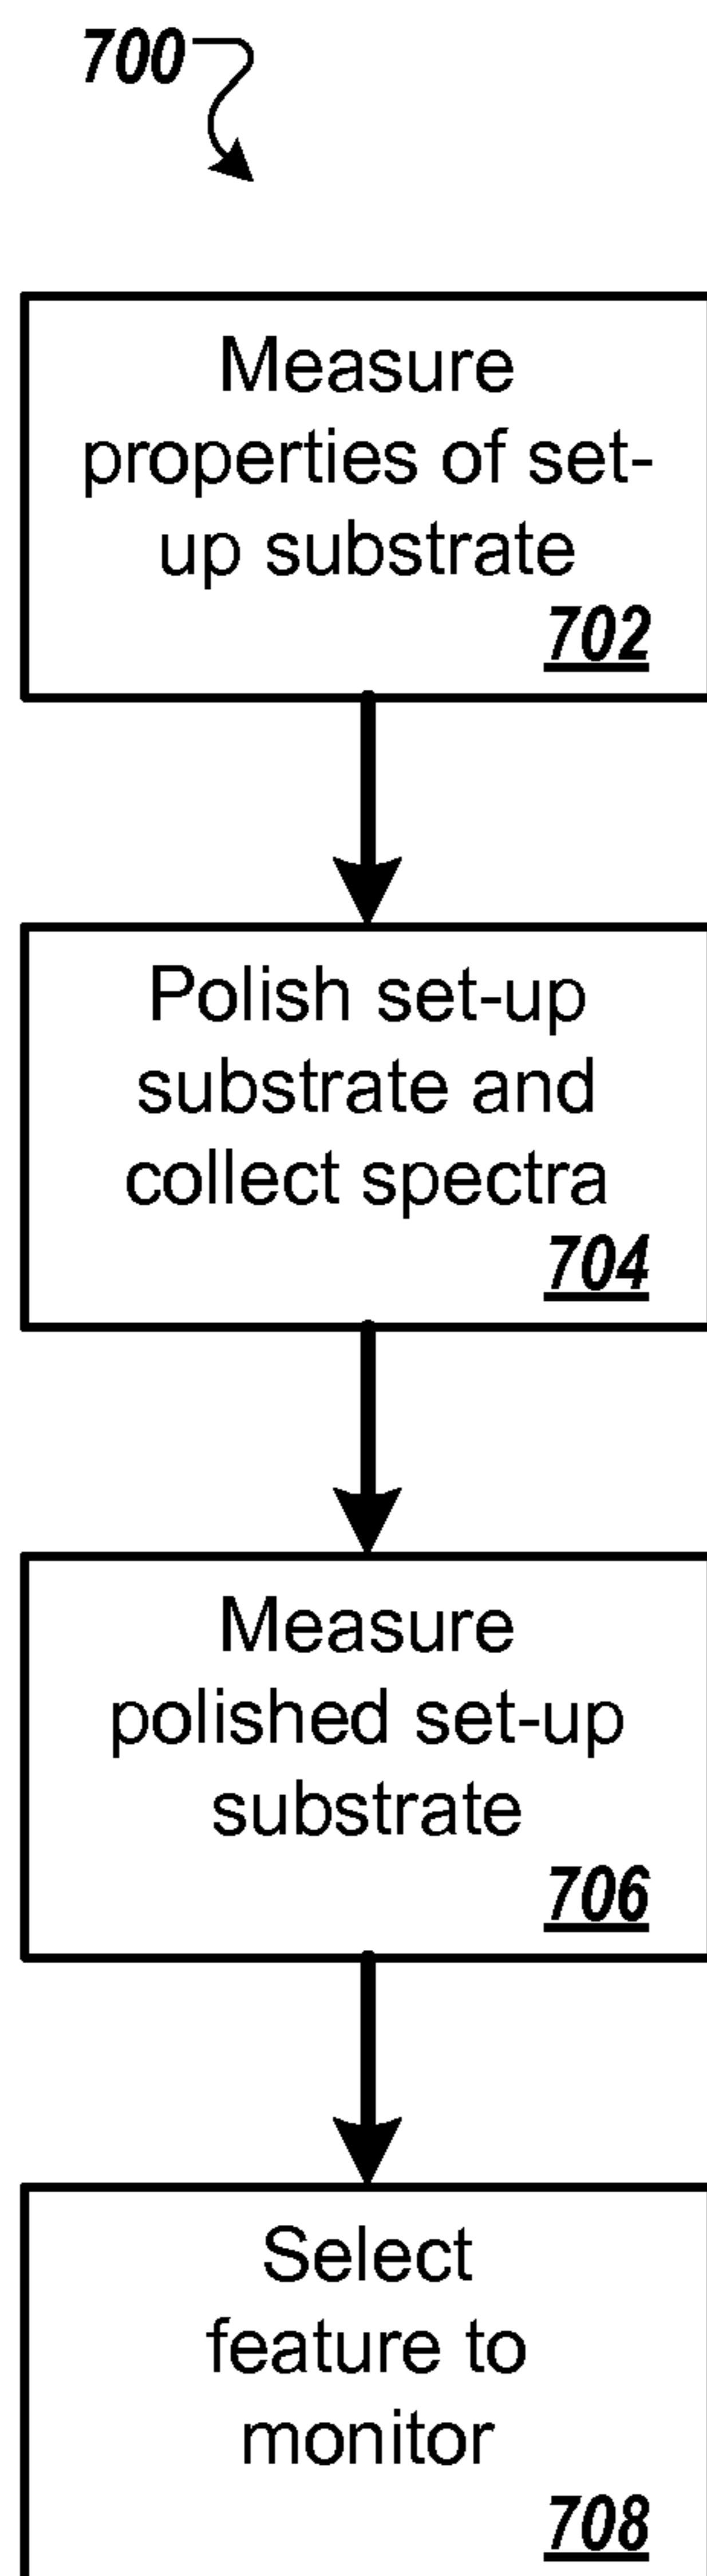 700
Measure
properties of set-
up substrate
702
Polish set-up
substrate and
collect spectra
704
Measure
polished set-up
substrate
706
Select
feature to
monitor
708